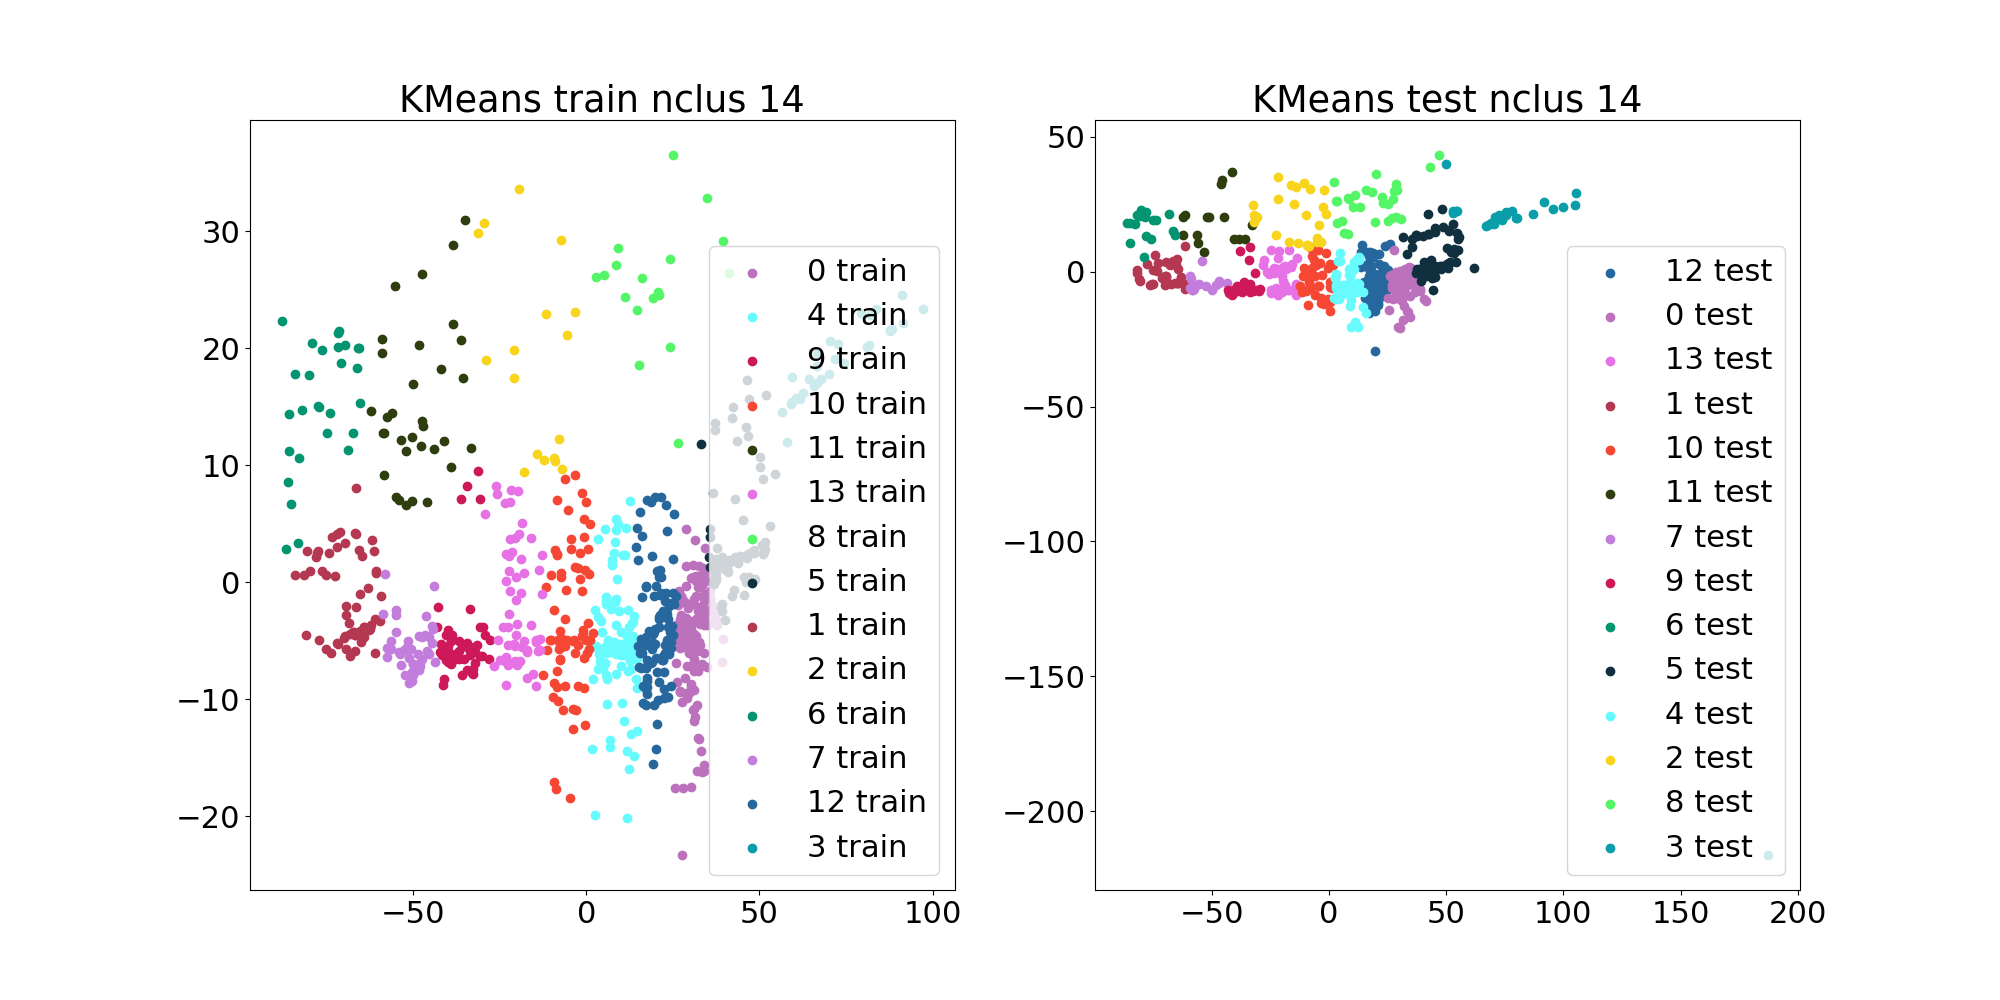 KMeans train nclus 14
30
20
10
0
−10
−20
−50
0
50
100
0 train
4 train
9 train
10 train
11 train
13 train
8 train
5 train
1 train
2 train
6 train
7 train
12 train
3 train
KMeans test nclus 14
50
0
−50
−100
−150
−200
−50
0
50
100
150
200
12 test
0 test
13 test
1 test
10 test
11 test
7 test
9 test
6 test
5 test
4 test
2 test
8 test
3 test